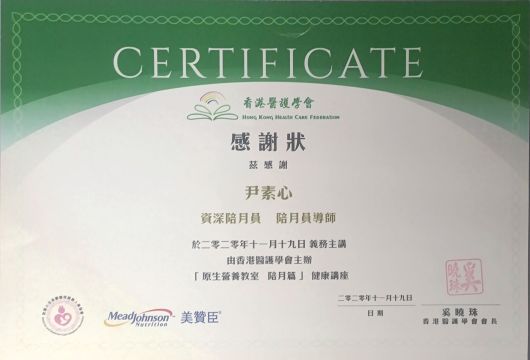 CERTIFICATE
香港醫護學會
HONG KONG HEALTH CARE FEDERATION
感謝狀
茲感謝
尹素心
資深陪月員 陪月員導師
於二零二零年十一月十九日 義務主講
由香港醫護學會主辦
「原生營養教室 陪月篇」 健康講座
二零二零年十一月十九日
日期
奚曉珠
香港醫護學會會長
MeadJohnson
Nutrition
美贊臣